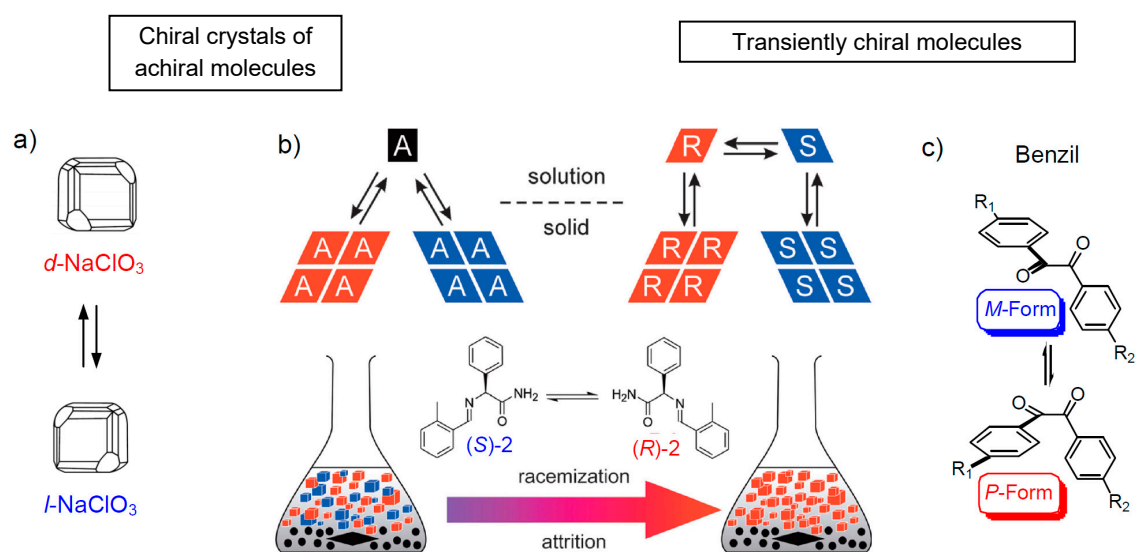 Chiral crystals of
achiral molecules
Transiently chiral molecules
a)
d-NaClO₃
l-NaClO₃
b)
A
solution
solid
A A
A A
A A
A A
R
S
R R
R R
S S
S S
N
NH₂
O
(S)-2
H₂N
O
N
(R)-2
racemization
attrition
c)
Benzil
R₁
O
O
M-Form
R₂
O
O
R₁
P-Form
R₂